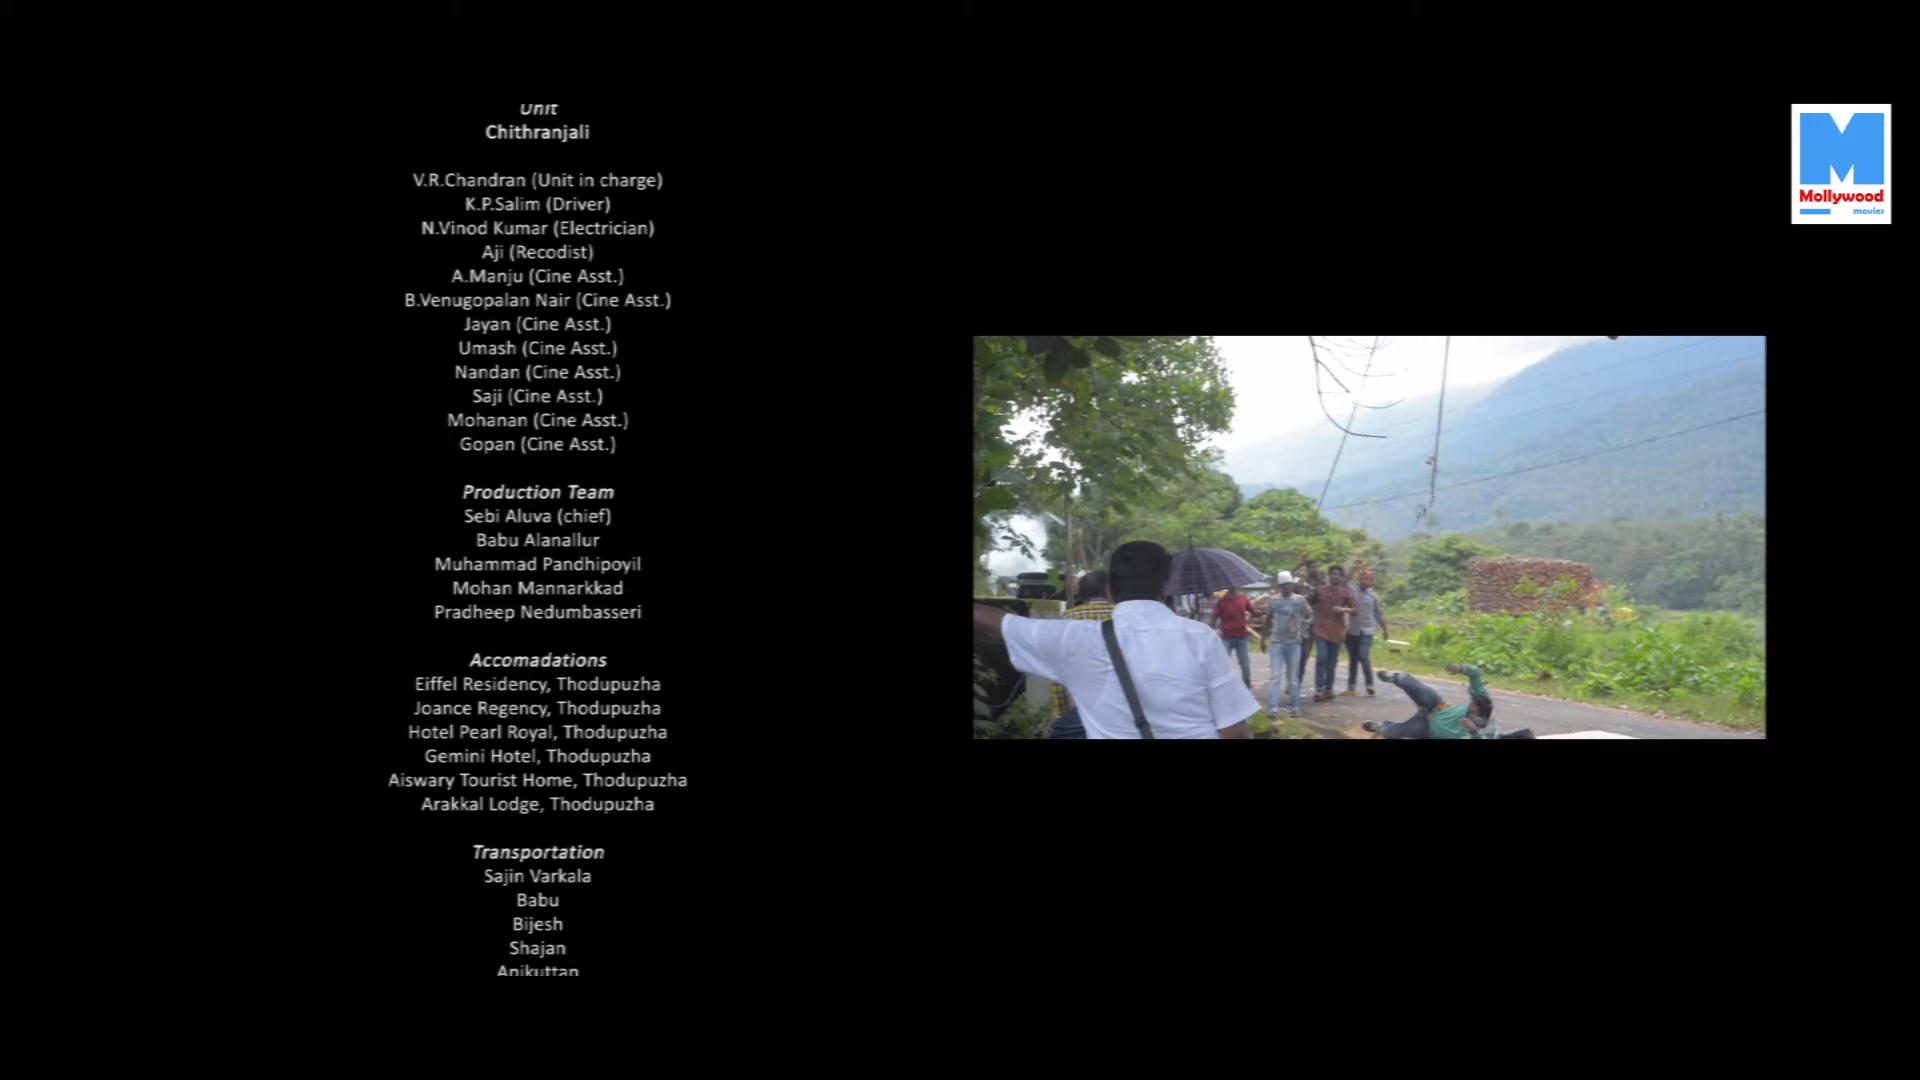 Unit
Chithranjali
V.R.Chandran (Unit in charge)
K.P.Salim (Driver)
N.Vinod Kumar (Electrician)
Aji (Recodist)
A.Manju (Cine Asst.)
B.Venugopalan Nair (Cine Asst.)
Jayan (Cine Asst.)
Umash (Cine Asst.)
Nandan (Cine Asst.)
Saji (Cine Asst.)
Mohanan (Cine Asst.)
Gopan (Cine Asst.)
Production Team
Sebi Aluva (chief)
Babu Alanallur
Muhammad Pandhipoyil
Mohan Mannarkkad
Pradheep Nedumbasseri
Accomadations
Eiffel Residency, Thodupuzha
Joance Regency, Thodupuzha
Hotel Pearl Royal, Thodupuzha
Gemini Hotel, Thodupuzha
Aiswary Tourist Home, Thodupuzha
Arakkal Lodge, Thodupuzha
Transportation
Sajin Varkala
Babu
Bijesh
Shajan
Anikuttan
M
Mollywood
movies